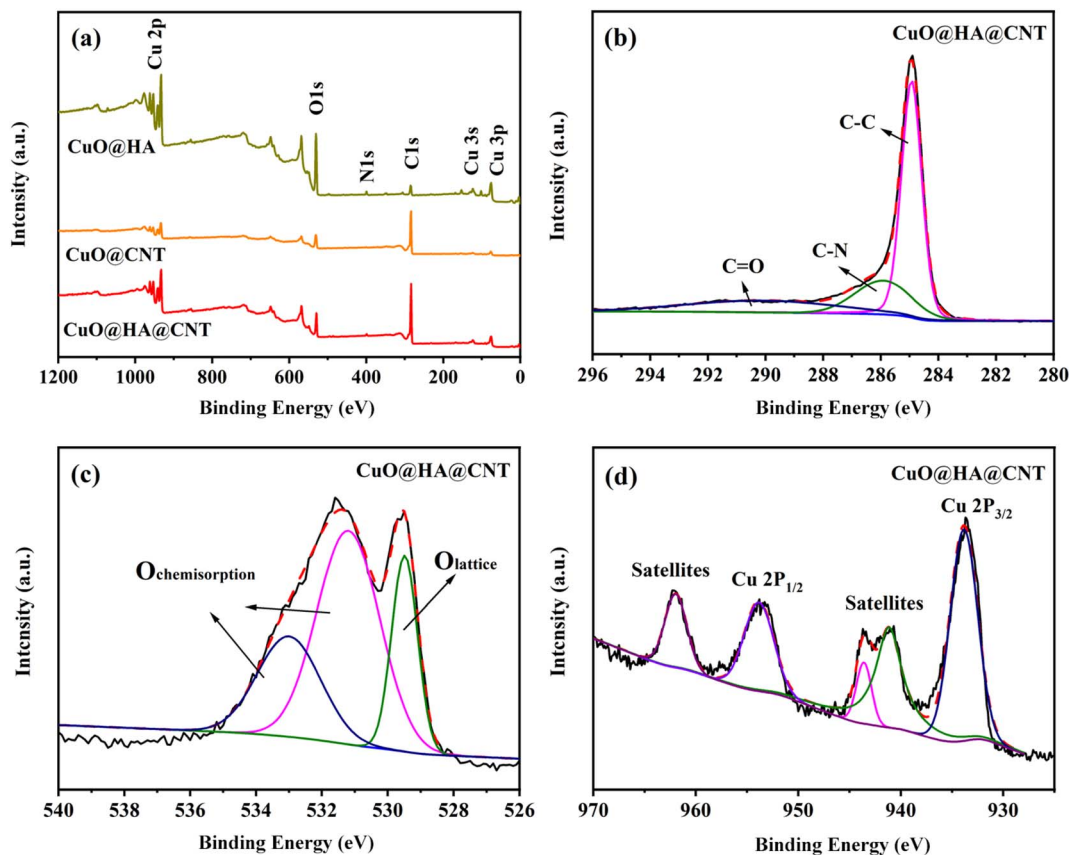 (a)
Cu 2p
O1s
N1s
C1s
Cu 3s
Cu 3p
CuO@HA
CuO@CNT
CuO@HA@CNT
Intcnsity (a.u.)
1200 1000 800 600 400 200 0
Binding Energy (eV)
(b)
CuO@HA@CNT
C-C
C-N
C=O
Intcnsity (a.u.)
296 294 292 290 288 286 284 282 280
Binding Energy (eV)
(c)
CuO@HA@CNT
Ochemisorption
Olattice
Intcnsity (a.u.)
540 538 536 534 532 530 528 526
Binding Energy (eV)
(d)
CuO@HA@CNT
Cu 2P3/2
Satellites
Cu 2P1/2
Satellites
Intcnsity (a.u.)
970 960 950 940 930
Binding Energy (eV)